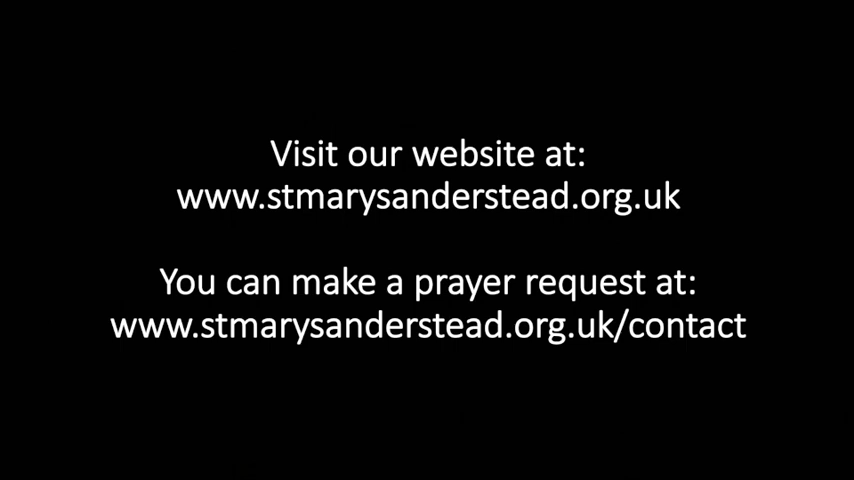 Visit our website at:
www.stmarysanderstead.org.uk
You can make a prayer request at:
www.stmarysanderstead.org.uk/contact